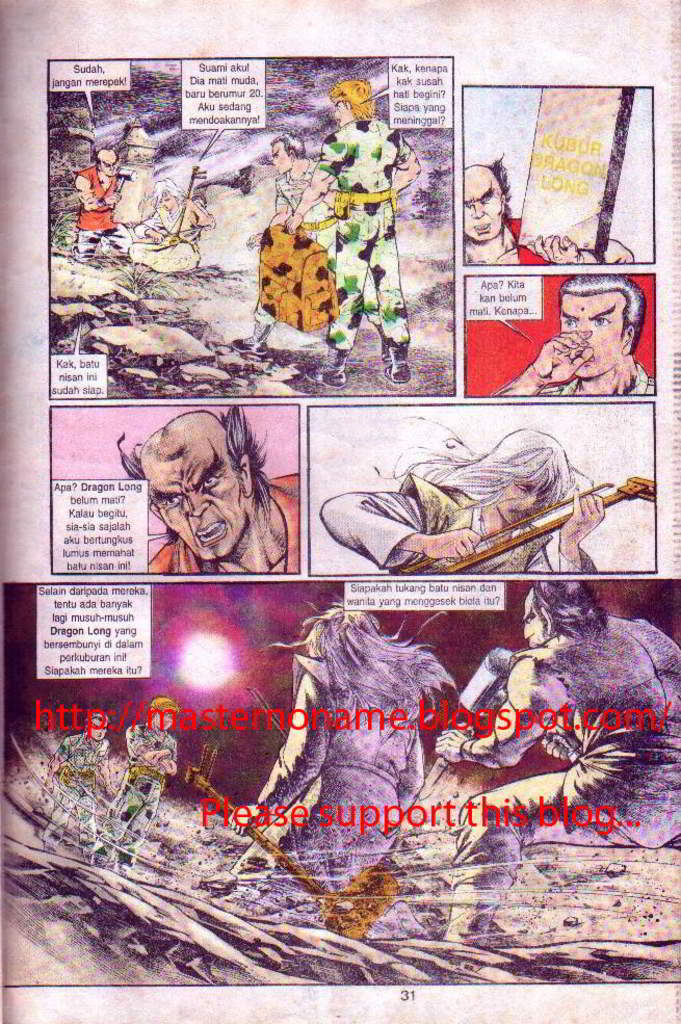 Sudah,
jangan merepek!
Suami aku!
Dia mati muda,
baru berumur 20.
Aku sedang
mendoakannya!
Kak, kenapa
kak susah
hati begini?
Siapa yang
meninggal?
Kak, batu
nisan ini
sudah siap.
KUBUR
DRAGON
LONG
Apa? Kita
kan belum
mati. Kenapa...
Apa? Dragon Long
belum mati?
Kalau begitu,
sia-sia sajalah
aku bertungkus
lumus memahat
batu nisan ini!
Selain daripada mereka,
tentu ada banyak
lagi musuh-musuh
Dragon Long yang
bersembunyi di dalam
perkuburan ini!
Siapakah mereka itu?
Siapakah tukang batu nisan dan
wanita yang menggesek biola itu?
http://masternoname.blogspot.com/
Please support this blog...
31